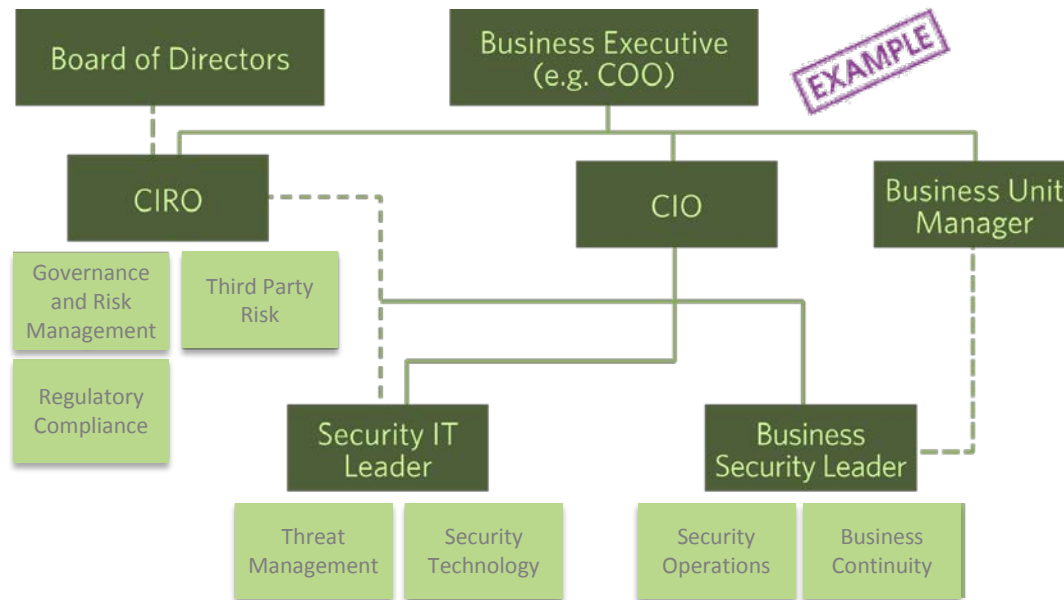 Board of Directors
Business Executive
(e.g. COO)
EXAMPLE
CIRO
CIO
Business Unit
Manager
Governance
and Risk
Management
Third Party
Risk
Regulatory
Compliance
Security IT
Leader
Business
Security Leader
Threat
Management
Security
Technology
Security
Operations
Business
Continuity